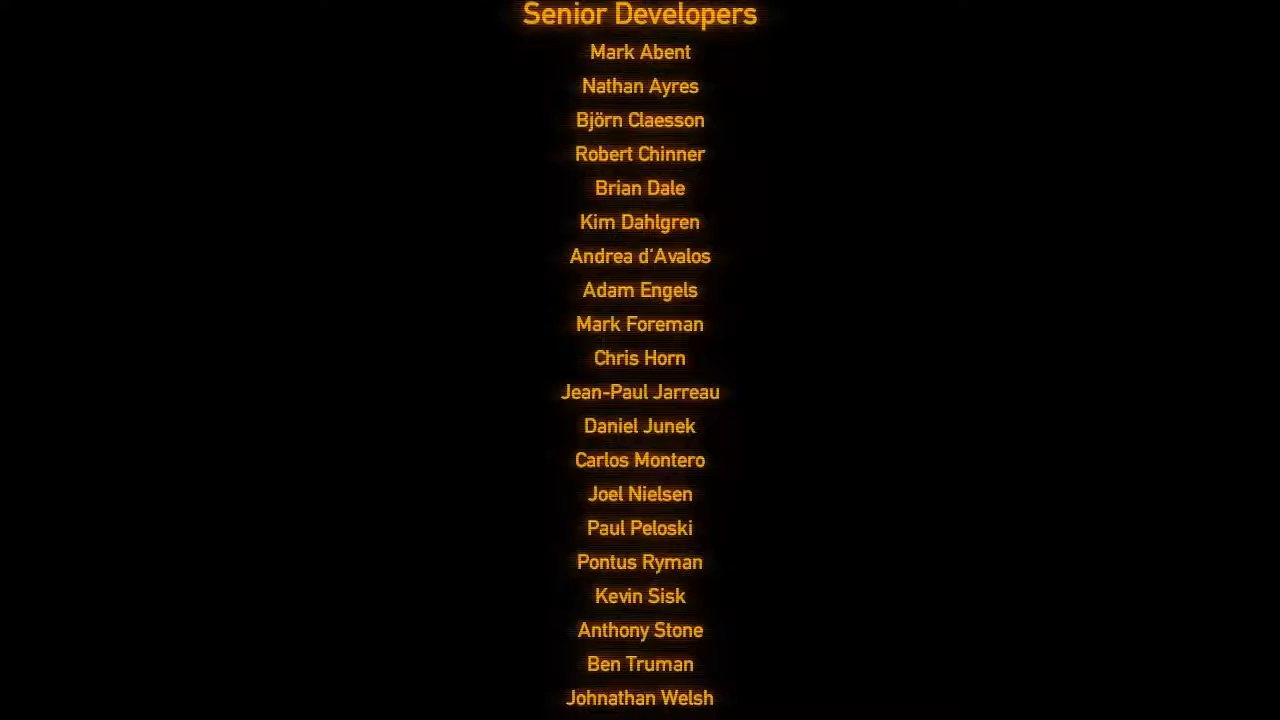 Senior Developers
Mark Abent
Nathan Ayres
Björn Claesson
Robert Chinner
Brian Dale
Kim Dahlgren
Andrea d'Avalos
Adam Engels
Mark Foreman
Chris Horn
Jean-Paul Jarreau
Daniel Junek
Carlos Montero
Joel Nielsen
Paul Peloski
Pontus Ryman
Kevin Sisk
Anthony Stone
Ben Truman
Johnathan Welsh